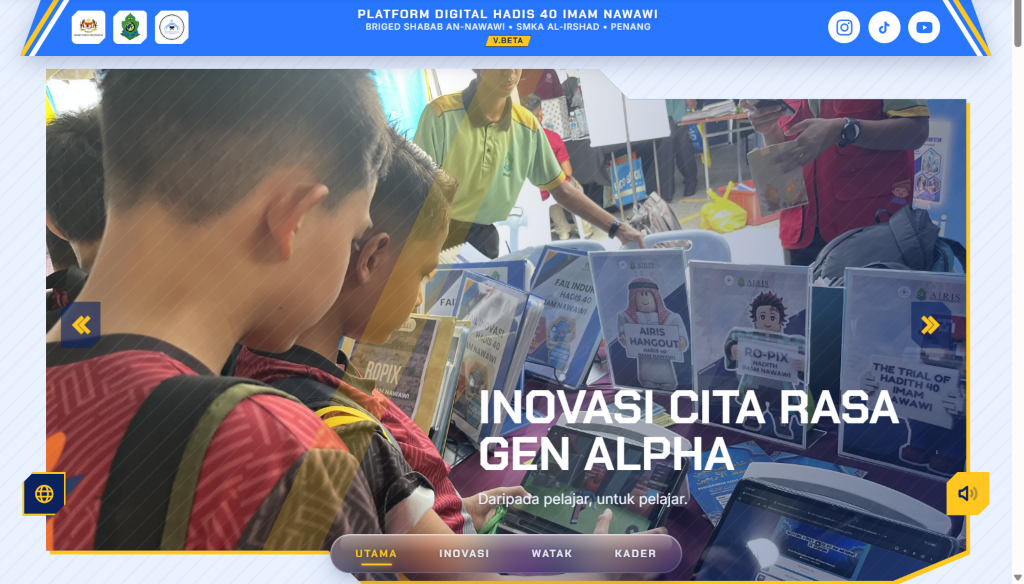 PLATFORM DIGITAL HADIS 40 IMAM NAWAWI
BRIGED SHABAB AN-NAWAWI • SMKA AL-IRSHAD • PENANG
V.BETA
FAIL INDUK
HADIS 40
IMAM NAWAWI
AIRIS
HANGOUT
HADIS 40
AIRIS
RO-PIX
HADITH
IMAM NAWAWI
AIRIS
THE TRIAL OF
HADITH 40
IMAM
NAWAWI
ROPIX
INOVASI CITA RASA
GEN ALPHA
Daripada pelajar, untuk pelajar.
UTAMA
INOVASI
WATAK
KADER